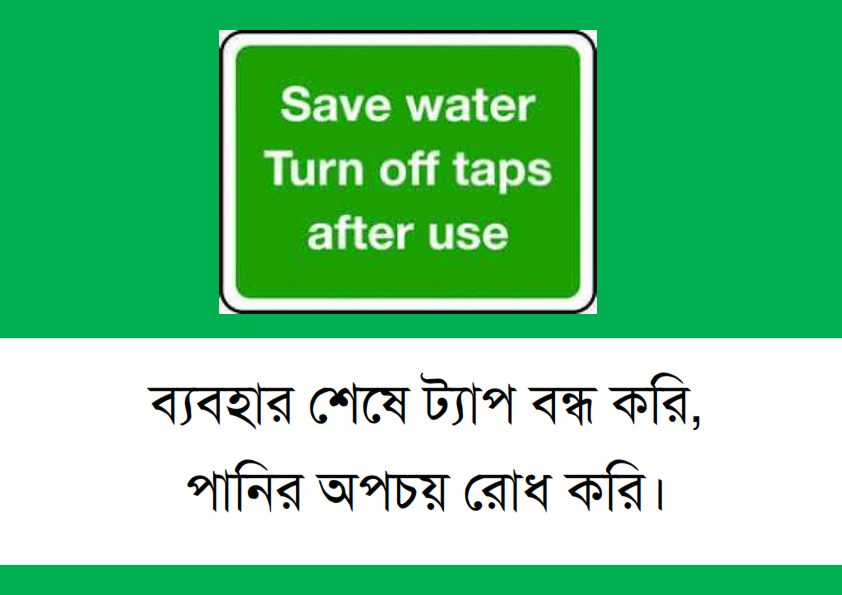 Save water
Turn off taps
after use
ব্যবহার শেষে ট্যাপ বন্ধ করি,
পানির অপচয় রোধ করি।